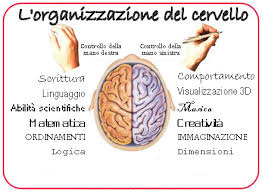 L'organizzazione del cervello
Controllo della mano destra
Controllo della mano sinistra
Scrittura
Linguaggio
Abilità scientifiche
Matematica
ORDINAMENTI
Logica
Comportamento
Visualizzazione 3D
Musica
Creatività
IMMAGINAZIONE
Dimensioni